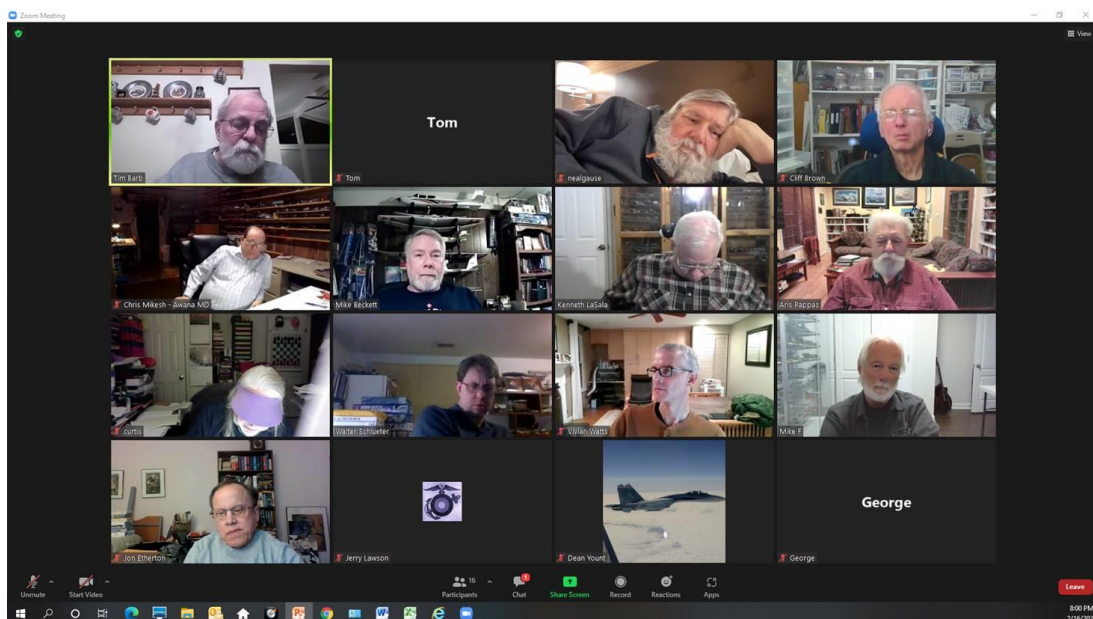 Zoom Meeting
View
Tim Barb
Tom
Tom
nealgause
Cliff Brown
Chris Mikesh - Awana MD
Mike Beckett
Kenneth LaSala
Aris Pappas
curtis
Walter Schlueter
Vivian Watts
Mike F
Jon Etherton
Jerry Lawson
Dean Yount
George
George
Unmute
Start Video
16
Participants
1
Chat
Share Screen
Record
Reactions
Apps
Leave
8:00 PM